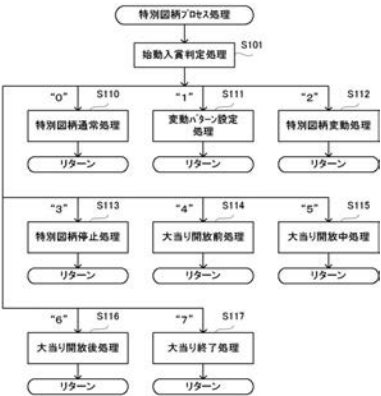 特別図柄プロセス処理
始動入賞判定処理
S101
"0"
S110
特別図柄通常処理
リターン
"1"
S111
変動パターン設定
処理
リターン
"2"
S112
特別図柄変動処理
リターン
"3"
S113
特別図柄停止処理
リターン
"4"
S114
大当り開放前処理
リターン
"5"
S115
大当り開放中処理
リターン
"6"
S116
大当り開放後処理
リターン
"7"
S117
大当り終了処理
リターン